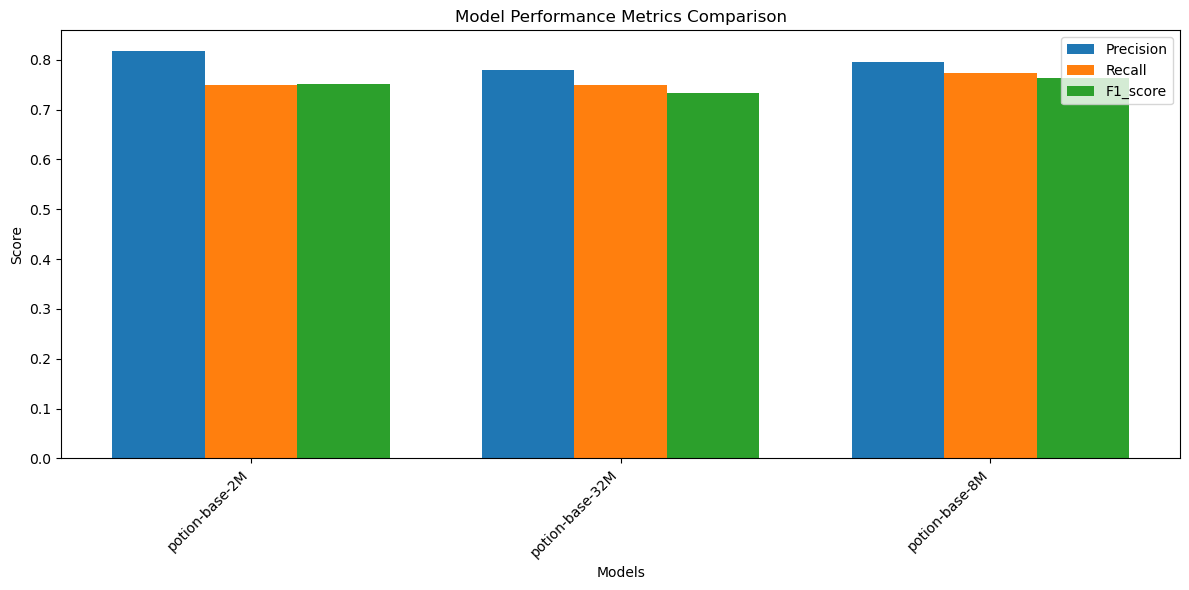 Model Performance Metrics Comparison
Precision
Recall
F1_score
Score
0.8
0.7
0.6
0.5
0.4
0.3
0.2
0.1
0.0
potion-base-2M
potion-base-32M
potion-base-8M
Models